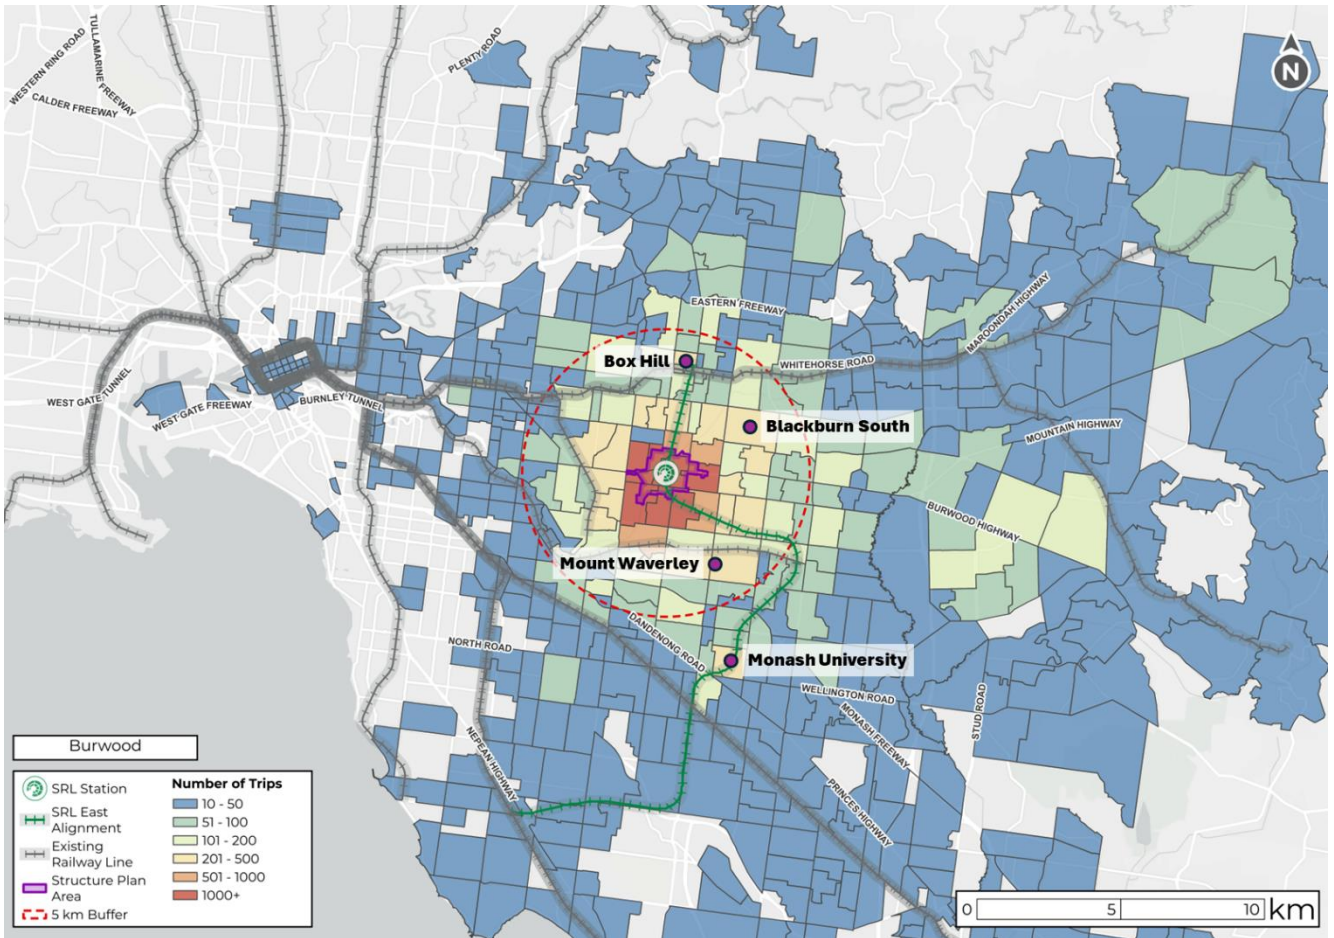 WESTERN RING ROAD
TULLAMARINE FREEWAY
CALDER FREEWAY
PLENTY ROAD
N
EASTERN FREEWAY
MAROONDAH HIGHWAY
Box Hill
WHITEHORSE ROAD
WEST GATE TUNNEL
WEST GATE FREEWAY
BURNLEY TUNNEL
Blackburn South
MOUNTAIN HIGHWAY
BURWOOD HIGHWAY
Mount Waverley
NORTH ROAD
DANDENONG ROAD
Monash University
WELLINGTON ROAD
MONASH FREEWAY
STUD ROAD
NEPEAN HIGHWAY
PRINCES HIGHWAY
Burwood
SRL Station
SRL East
Alignment
Existing
Railway Line
Structure Plan
Area
5 km Buffer
Number of Trips
10 - 50
51 - 100
101 - 200
201 - 500
501 - 1000
1000+
0 5 10 km